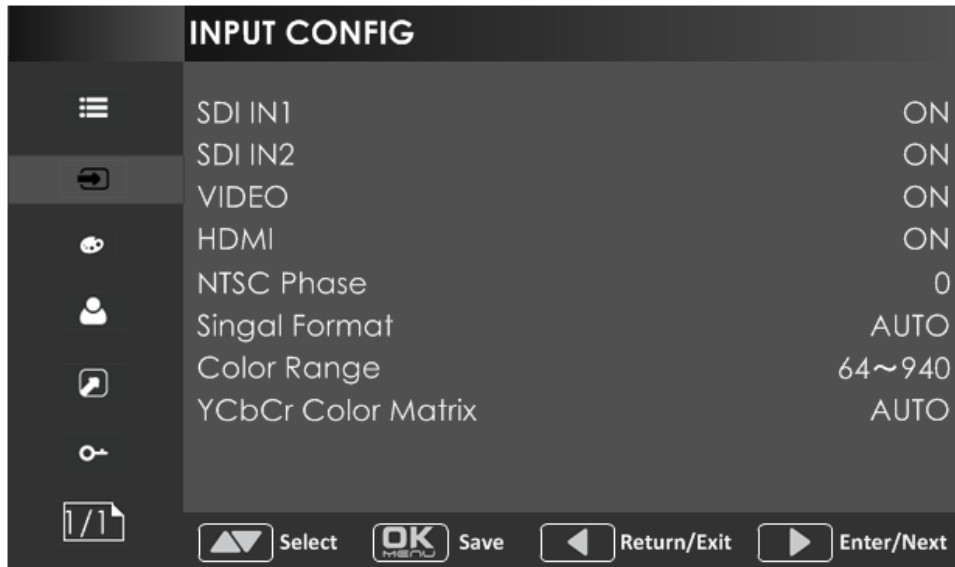 INPUT CONFIG
SDI IN1 ON
SDI IN2 ON
VIDEO ON
HDMI ON
NTSC Phase 0
Singal Format AUTO
Color Range 64~940
YCbCr Color Matrix AUTO
1/1
Select OK MENU Save Return/Exit Enter/Next